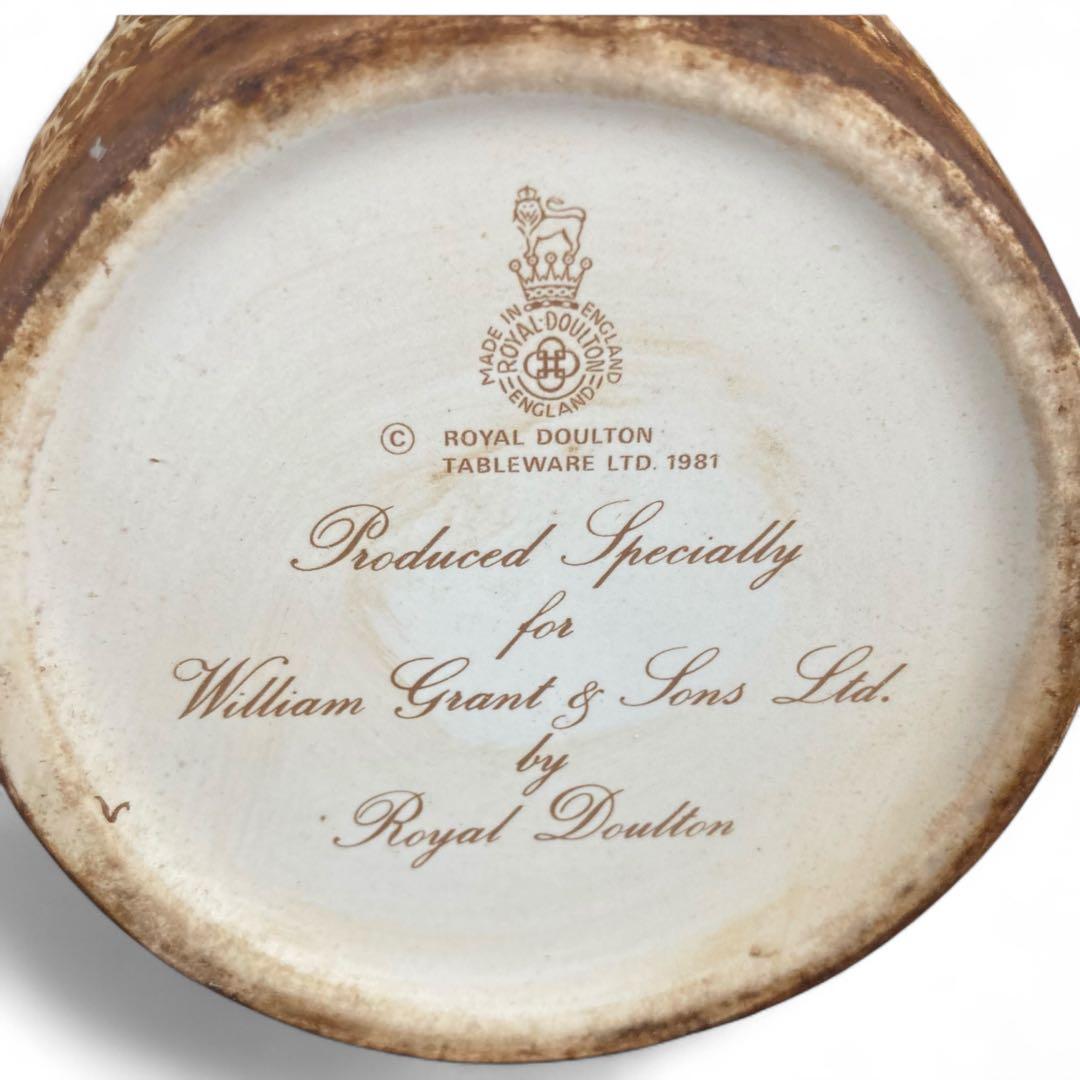 MADE IN ENGLAND
ROYAL·DOULTON
ENGLAND
© ROYAL DOULTON
TABLEWARE LTD. 1981
Produced Specially
for
William Grant & Sons Ltd.
by
Royal Doulton